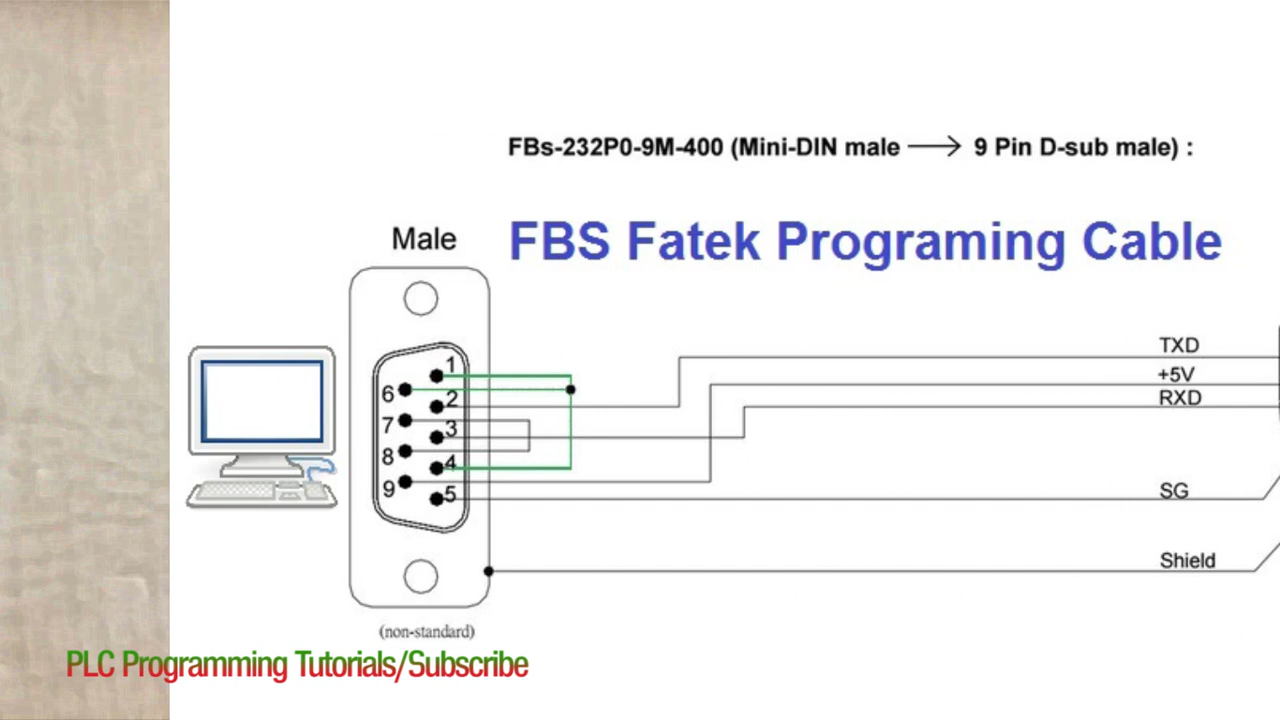 FBs-232P0-9M-400 (Mini-DIN male → 9 Pin D-sub male) :
Male
FBS Fatek Programing Cable
TXD
+5V
RXD
SG
Shield
1
6
2
7
3
8
4
9
5
(non-standard)
PLC Programming Tutorials/Subscribe